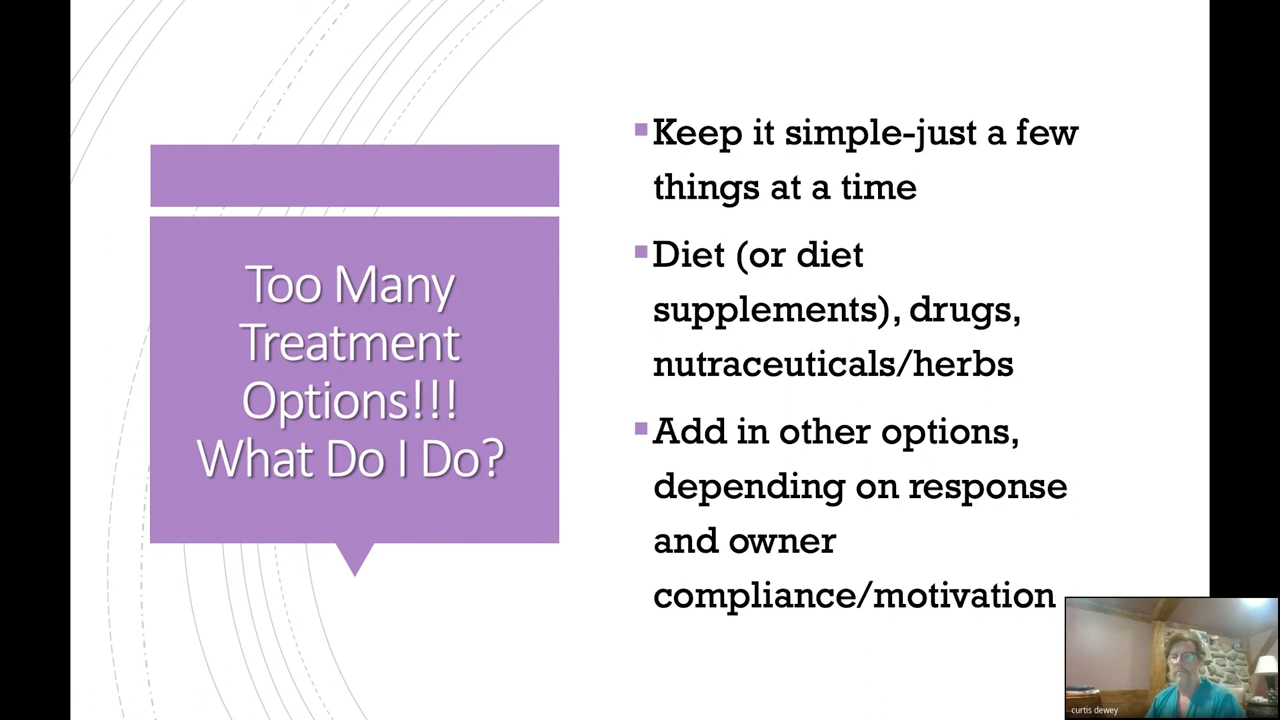 Too Many
Treatment
Options!!!
What Do I Do?
Keep it simple-just a few
things at a time
Diet (or diet
supplements), drugs,
nutraceuticals/herbs
Add in other options,
depending on response
and owner
compliance/motivation
curtis dewey